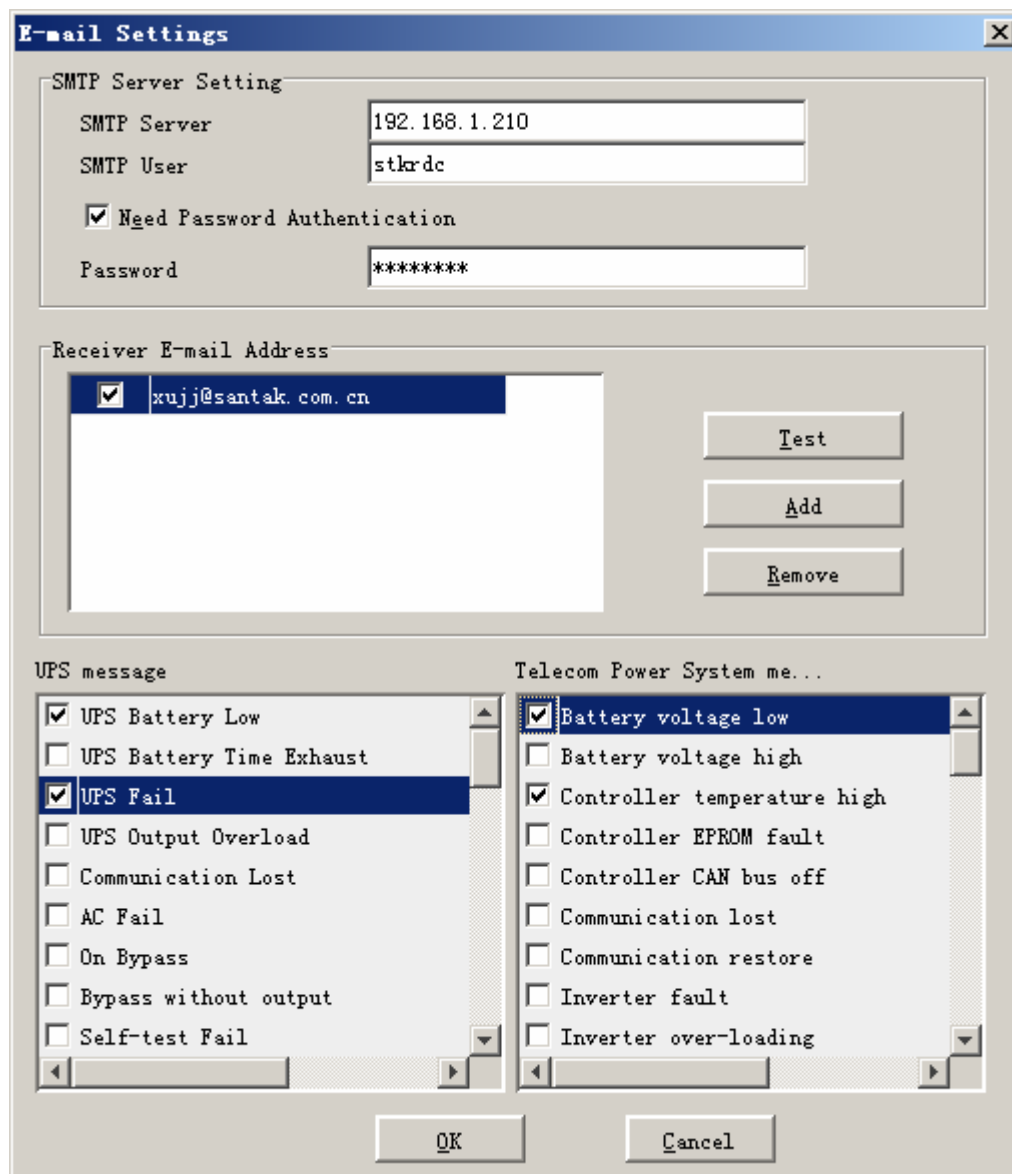 E-mail Settings
SMTP Server Setting
SMTP Server 192.168.1.210
SMTP User stkrdc
Need Password Authentication
Password ********
Receiver E-mail Address
xujj@santak.com.cn
Test
Add
Remove
UPS message
UPS Battery Low
UPS Battery Time Exhaust
UPS Fail
UPS Output Overload
Communication Lost
AC Fail
On Bypass
Bypass without output
Self-test Fail
Telecom Power System me...
Battery voltage low
Battery voltage high
Controller temperature high
Controller EPROM fault
Controller CAN bus off
Communication lost
Communication restore
Inverter fault
Inverter over-loading
OK
Cancel